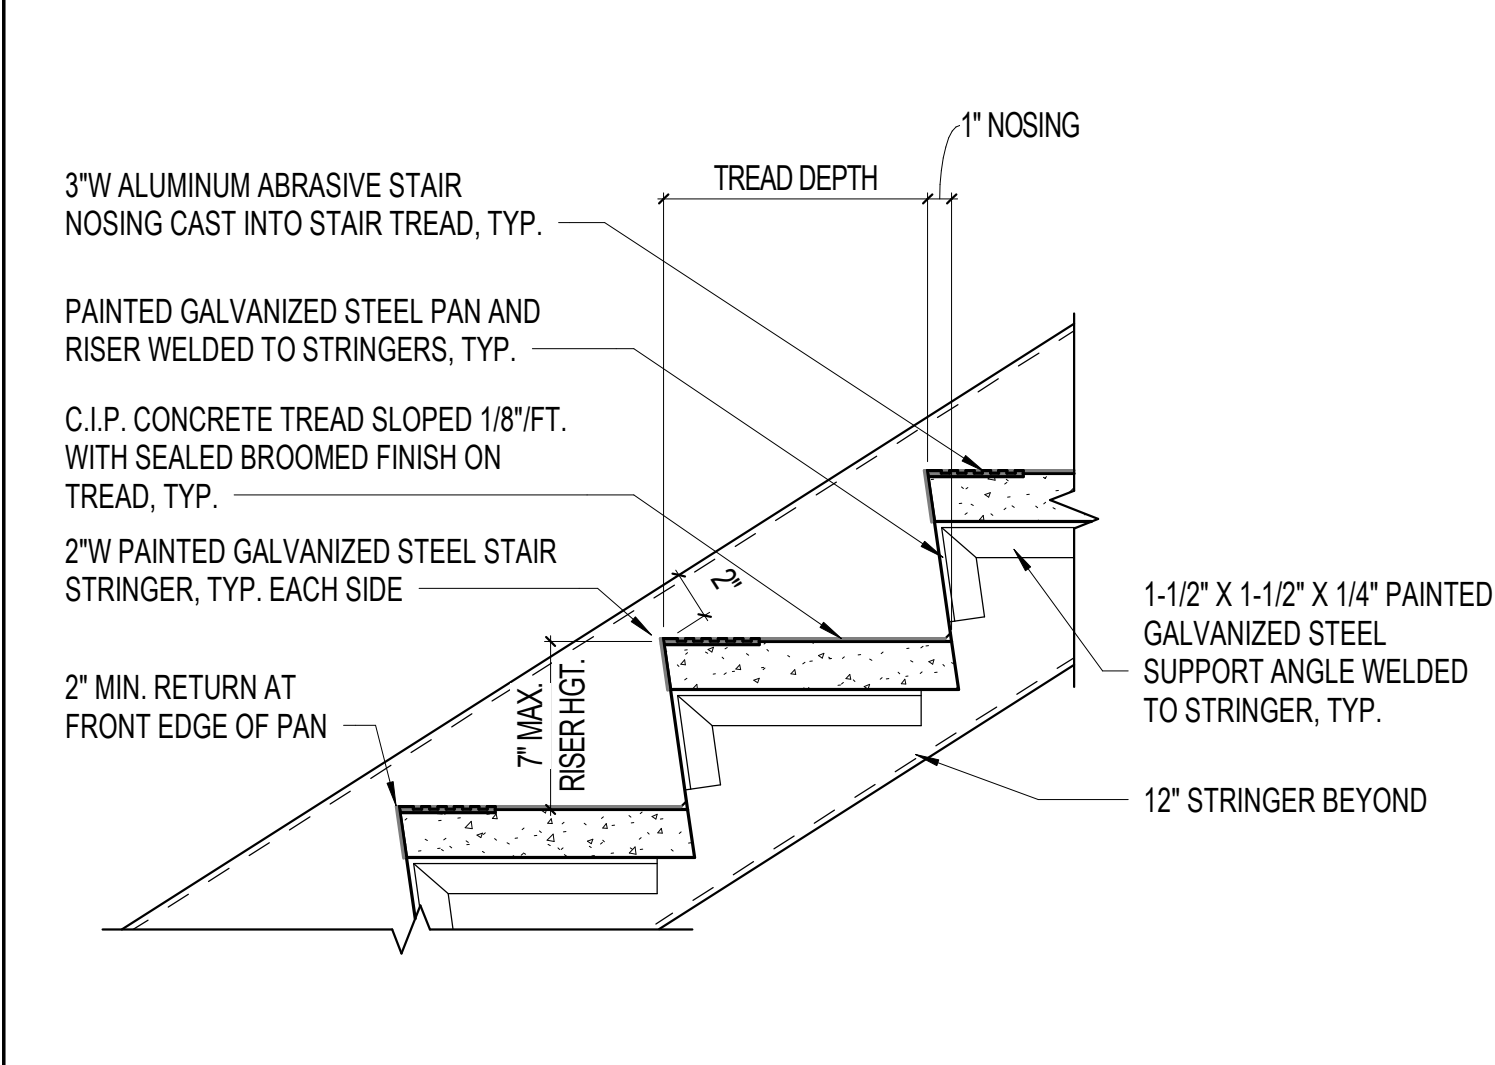 1" NOSING
TREAD DEPTH
3"W ALUMINUM ABRASIVE STAIR
NOSING CAST INTO STAIR TREAD, TYP.
PAINTED GALVANIZED STEEL PAN AND
RISER WELDED TO STRINGERS, TYP.
C.I.P. CONCRETE TREAD SLOPED 1/8"/FT.
WITH SEALED BROOMED FINISH ON
TREAD, TYP.
2"W PAINTED GALVANIZED STEEL STAIR
STRINGER, TYP. EACH SIDE
2" MIN. RETURN AT
FRONT EDGE OF PAN
2"
7" MAX.
RISER HGT.
1-1/2" X 1-1/2" X 1/4" PAINTED
GALVANIZED STEEL
SUPPORT ANGLE WELDED
TO STRINGER, TYP.
12" STRINGER BEYOND